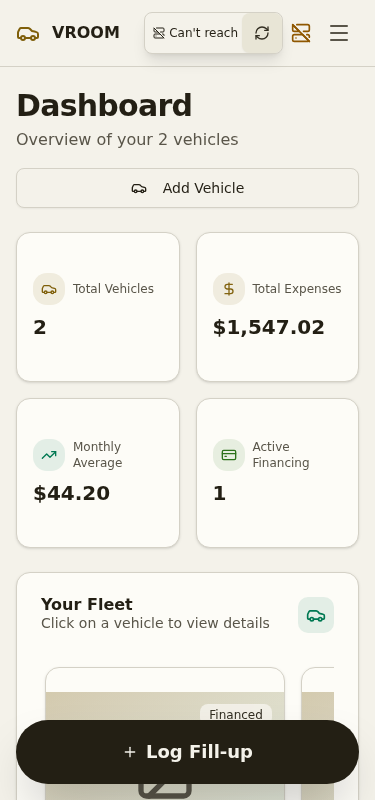 VROOM
Can't reach
Dashboard
Overview of your 2 vehicles
Add Vehicle
Total Vehicles
2
Total Expenses
$1,547.02
Monthly
Average
$44.20
Active
Financing
1
Your Fleet
Click on a vehicle to view details
Financed
+ Log Fill-up